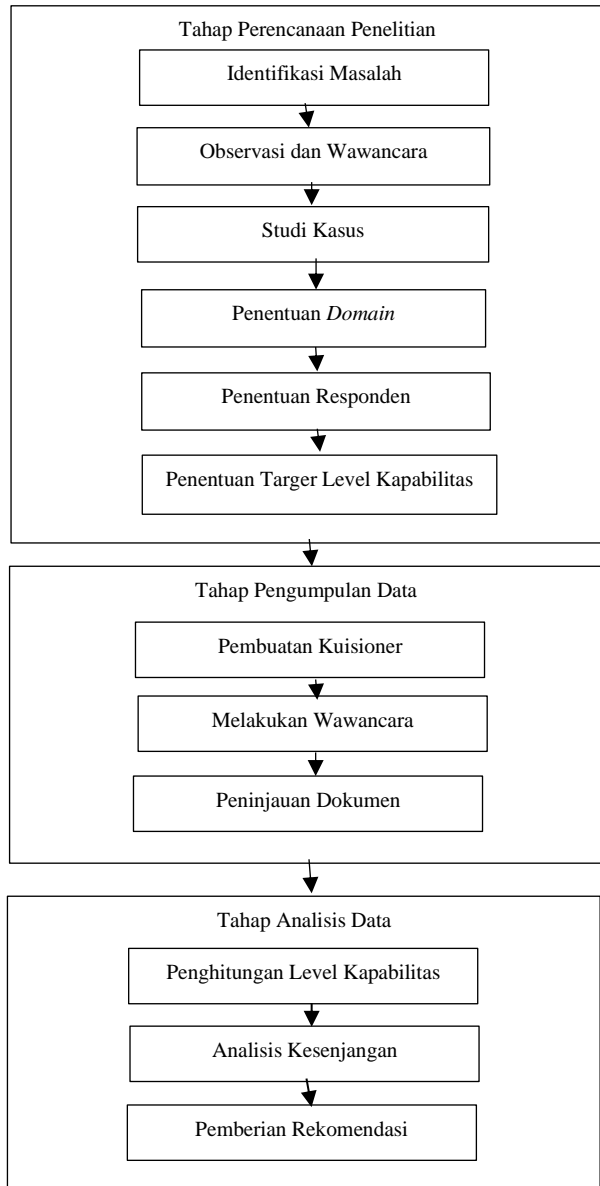 Tahap Perencanaan Penelitian
Identifikasi Masalah
Observasi dan Wawancara
Studi Kasus
Penentuan Domain
Penentuan Responden
Penentuan Targer Level Kapabilitas
Tahap Pengumpulan Data
Pembuatan Kuisioner
Melakukan Wawancara
Peninjauan Dokumen
Tahap Analisis Data
Penghitungan Level Kapabilitas
Analisis Kesenjangan
Pemberian Rekomendasi